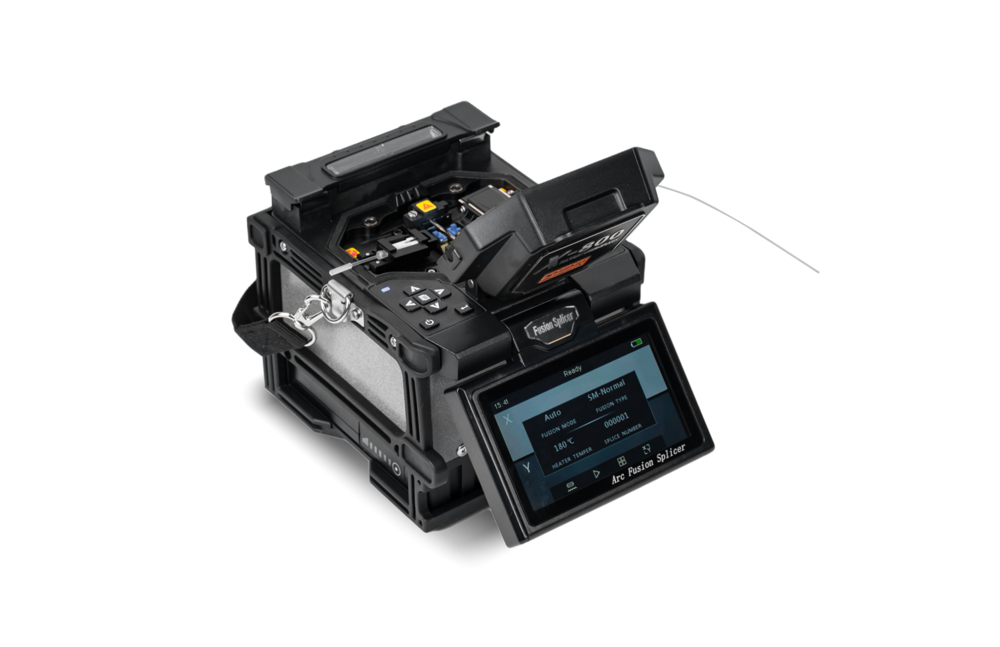 -800
Fusion Splicer
Ready
15:41
SM-Normal
Auto
FUSION TYPE
FUSION MODE
000001
180℃
SPLICE NUMBER
HEATER TEMPER
X
Y
Arc Fusion Splicer